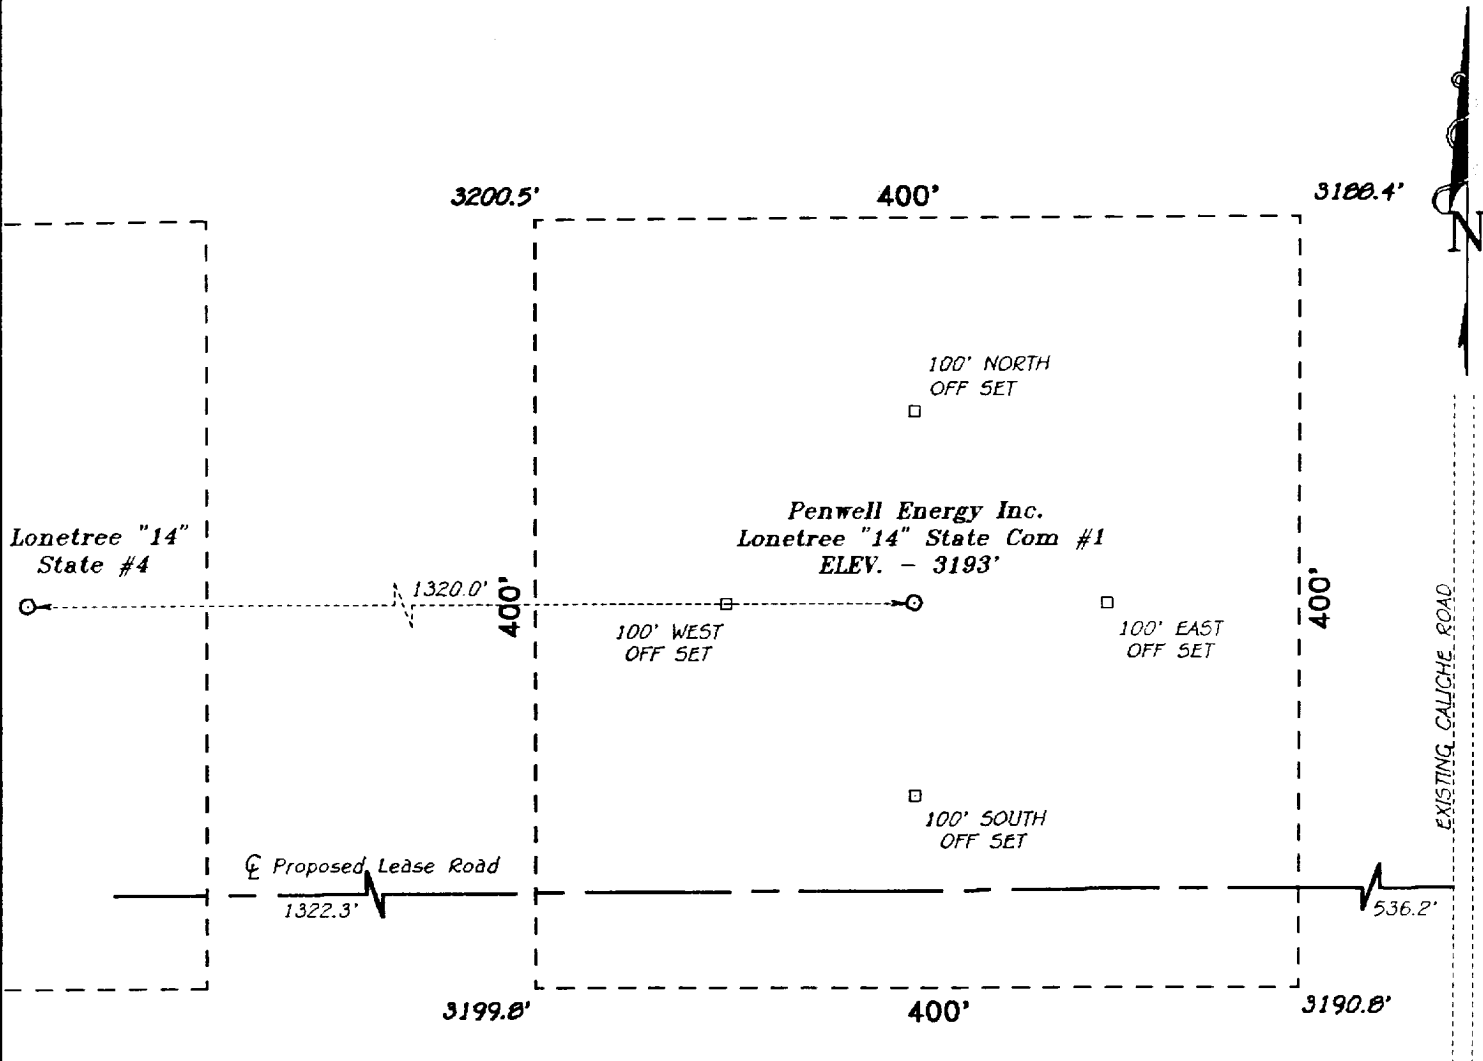 3200.5'
400'
3188.4'
N
100' NORTH
OFF SET
Penwell Energy Inc.
Lonetree "14" State Com #1
ELEV. - 3193'
Lonetree "14"
State #4
1320.0'
400'
400'
100' WEST
OFF SET
100' EAST
OFF SET
EXISTING CALICHE ROAD
100' SOUTH
OFF SET
℄ Proposed Lease Road
1322.3'
536.2'
3199.8'
400'
3190.8'